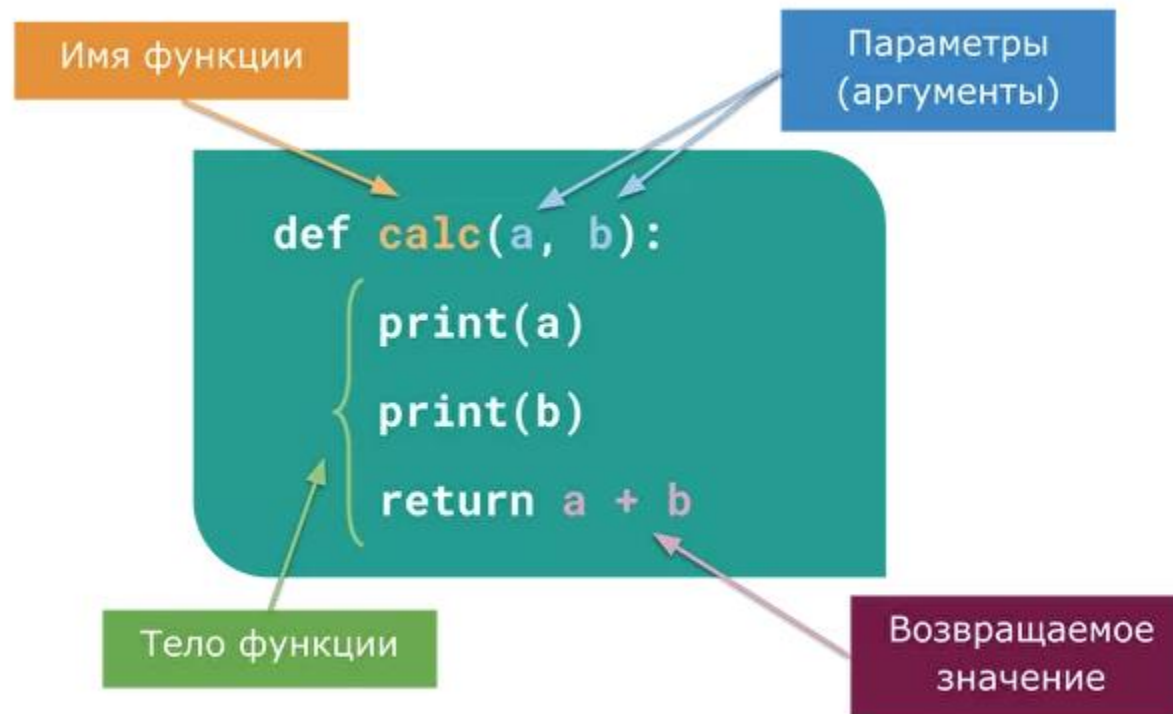 Имя функции
Параметры
(аргументы)
def calc(a, b):
print(a)
print(b)
return a + b
Тело функции
Возвращаемое
значение